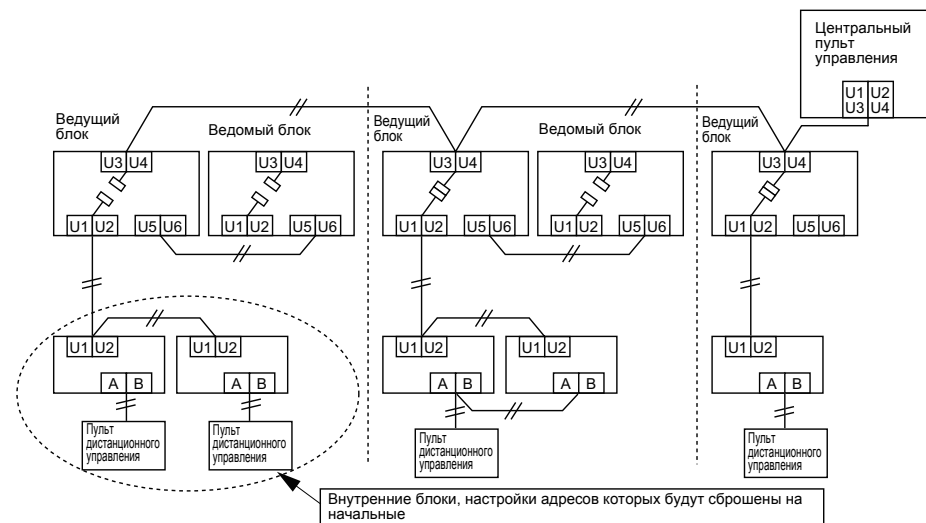 Центральный
пульт
управления
U1 U2
U3 U4
Ведущий
блок
Ведомый блок
Ведущий
блок
Ведомый блок
Ведущий
блок
U3 U4
U3 U4
U3 U4
U3 U4
U3 U4
U1 U2
U5 U6
U1 U2
U5 U6
U1 U2
U5 U6
U1 U2
U5 U6
U1 U2
U5 U6
U1 U2
U1 U2
U1 U2
U1 U2
U1 U2
A B
A B
A B
A B
A B
Пульт
дистанционного
управления
Пульт
дистанционного
управления
Пульт
дистанционного
управления
Пульт
дистанционного
управления
Внутренние блоки, настройки адресов которых будут сброшены на
начальные